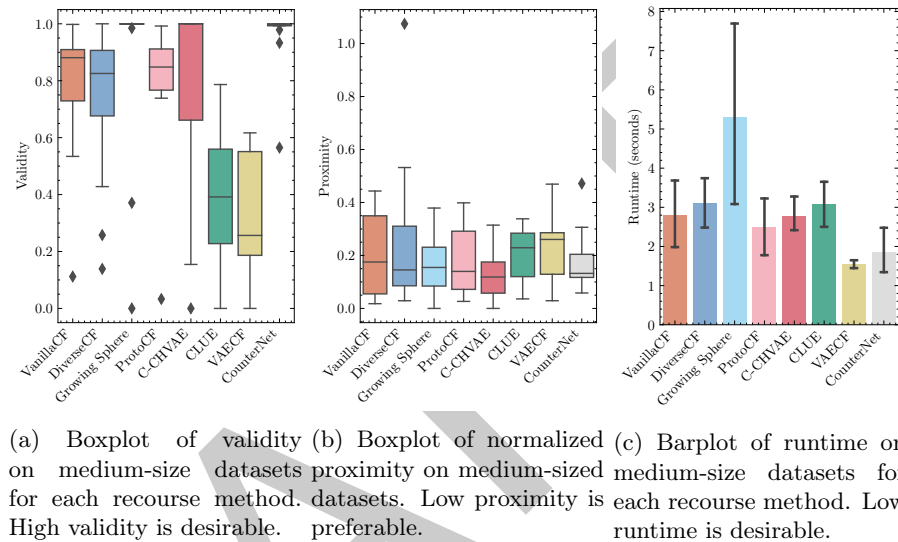 1.0
0.8
0.6
0.4
0.2
0.0
Validity
VanillaCF
DiverseCF
Growing Sphere
ProtoCF
C-CHVAE
CLUE
VAECF
CounterNet
1.0
0.8
0.6
0.4
0.2
0.0
Proximity
VanillaCF
DiverseCF
Growing Sphere
ProtoCF
C-CHVAE
CLUE
VAECF
CounterNet
8
7
6
5
4
3
2
1
0
Runtime (seconds)
VanillaCF
DiverseCF
Growing Sphere
ProtoCF
C-CHVAE
CLUE
VAECF
CounterNet
(a) Boxplot of validity
on medium-size datasets
for each recourse method.
High validity is desirable.
(b) Boxplot of normalized
proximity on medium-sized
datasets. Low proximity is
preferable.
(c) Barplot of runtime on
medium-size datasets for
each recourse method. Low
runtime is desirable.